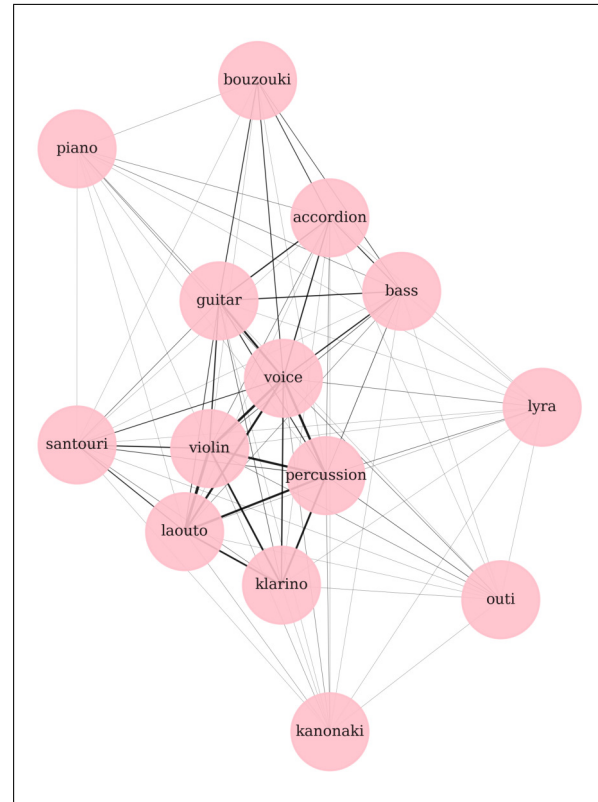 bouzouki
piano
accordion
bass
guitar
voice
lyra
santouri
violin
percussion
laouto
klarino
outi
kanonaki